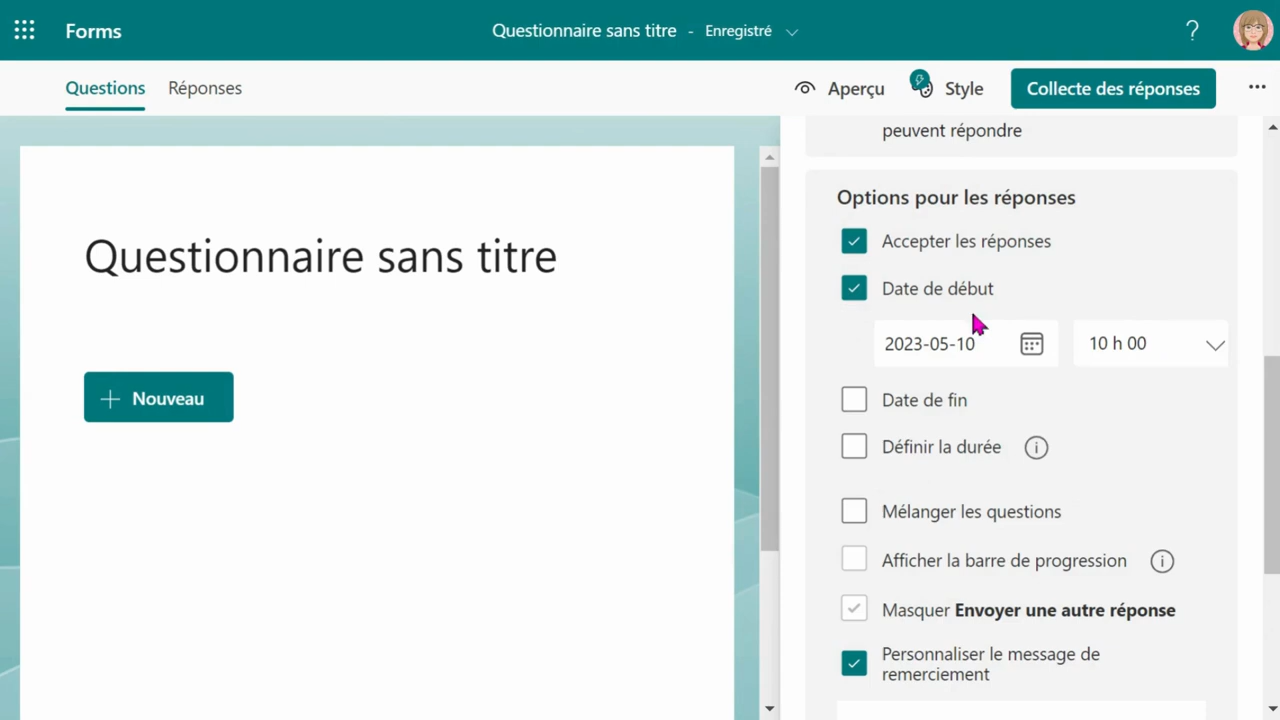 Forms
Questionnaire sans titre - Enregistré
?
Questions
Réponses
Aperçu
Style
Collecte des réponses
...
Questionnaire sans titre
+ Nouveau
peuvent répondre
Options pour les réponses
Accepter les réponses
Date de début
2023-05-10
10 h 00
Date de fin
Définir la durée
Mélanger les questions
Afficher la barre de progression
Masquer Envoyer une autre réponse
Personnaliser le message de
remerciement